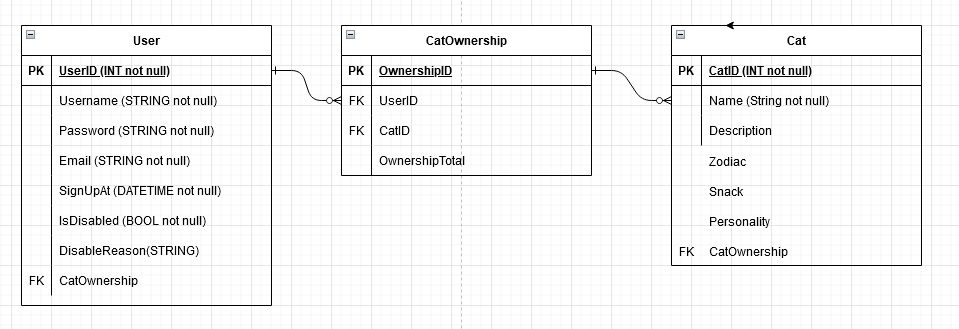 User
PK UserID (INT not null)
Username (STRING not null)
Password (STRING not null)
Email (STRING not null)
SignUpAt (DATETIME not null)
IsDisabled (BOOL not null)
DisableReason(STRING)
FK CatOwnership
CatOwnership
PK OwnershipID
FK UserID
FK CatID
OwnershipTotal
Cat
PK CatID (INT not null)
Name (String not null)
Description
Zodiac
Snack
Personality
FK CatOwnership